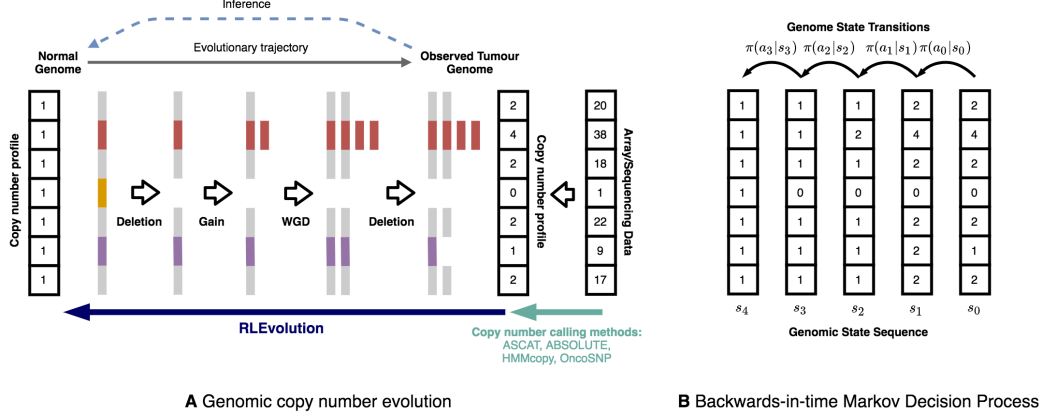 Inference
Normal
Genome
Evolutionary trajectory
Observed Tumour
Genome
Copy number profile
1
1
1
1
1
1
1
Deletion
Gain
WGD
Deletion
2
4
2
0
2
1
2
Copy number profile
20
38
18
1
22
9
17
Array/Sequencing Data
RLEvolution
Copy number calling methods:
ASCAT, ABSOLUTE,
HMMcopy, OncoSNP
A Genomic copy number evolution
Genome State Transitions
π(a₃|s₃) π(a₂|s₂) π(a₁|s₁) π(a₀|s₀)
1 1 1 2 2
1 1 2 4 4
1 1 1 2 2
1 0 0 0 0
1 1 1 2 2
1 1 1 2 1
1 1 1 2 2
s₄ s₃ s₂ s₁ s₀
Genomic State Sequence
B Backwards-in-time Markov Decision Process